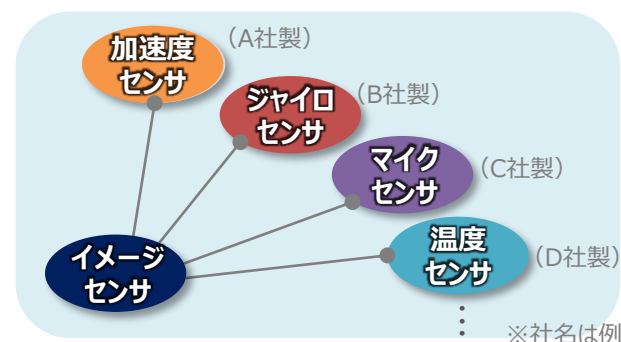 加速度
センサ
（A社製）
ジャイロ
センサ
（B社製）
マイク
センサ
（C社製）
温度
センサ
（D社製）
イメージ
センサ
⋮
※社名は例